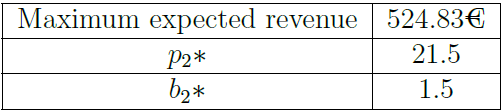 Maximum expected revenue 524.83€
p₂* 21.5
b₂* 1.5